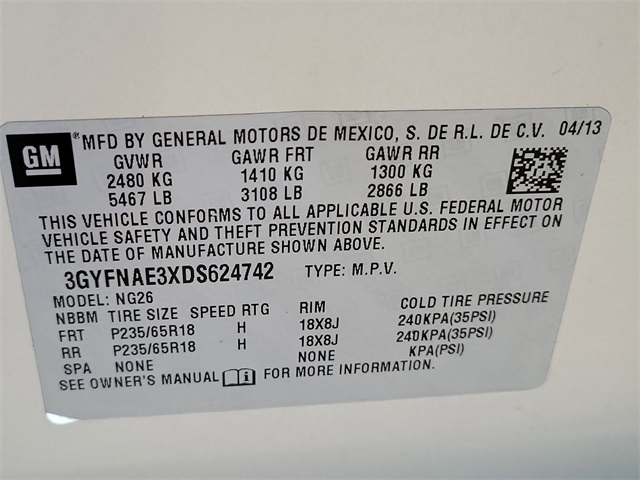 GM ® MFD BY GENERAL MOTORS DE MEXICO, S. DE R.L. DE C.V. 04/13
GVWR GAWR FRT GAWR RR
2480 KG 1410 KG 1300 KG
5467 LB 3108 LB 2866 LB
THIS VEHICLE CONFORMS TO ALL APPLICABLE U.S. FEDERAL MOTOR
VEHICLE SAFETY AND THEFT PREVENTION STANDARDS IN EFFECT ON
THE DATE OF MANUFACTURE SHOWN ABOVE.
3GYFNAE3XDS624742 TYPE: M.P.V.
MODEL: NG26
NBBM TIRE SIZE SPEED RTG RIM COLD TIRE PRESSURE
FRT P235/65R18 H 18X8J 240KPA(35PSI)
RR P235/65R18 H 18X8J 240KPA(35PSI)
SPA NONE NONE KPA(PSI)
SEE OWNER'S MANUAL FOR MORE INFORMATION.